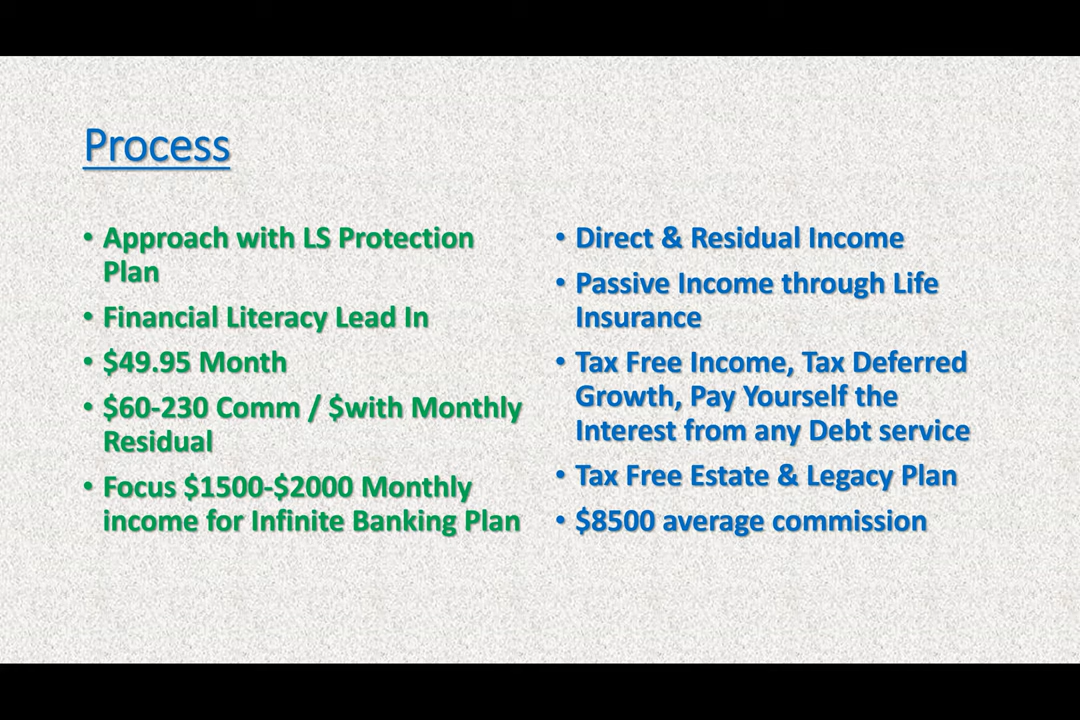 Process
• Approach with LS Protection
Plan
• Financial Literacy Lead In
• $49.95 Month
• $60-230 Comm / $with Monthly
Residual
• Focus $1500-$2000 Monthly
income for Infinite Banking Plan
• Direct & Residual Income
• Passive Income through Life
Insurance
• Tax Free Income, Tax Deferred
Growth, Pay Yourself the
Interest from any Debt service
• Tax Free Estate & Legacy Plan
• $8500 average commission